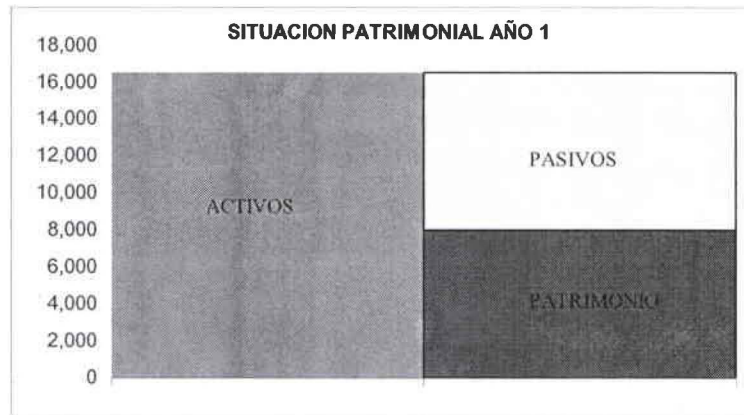 SITUACION PATRIMONIAL AÑO 1
18,000
16,000
14,000
12,000
10,000
8,000
6,000
4,000
2,000
0
ACTIVOS
PASIVOS
PATRIMONIO